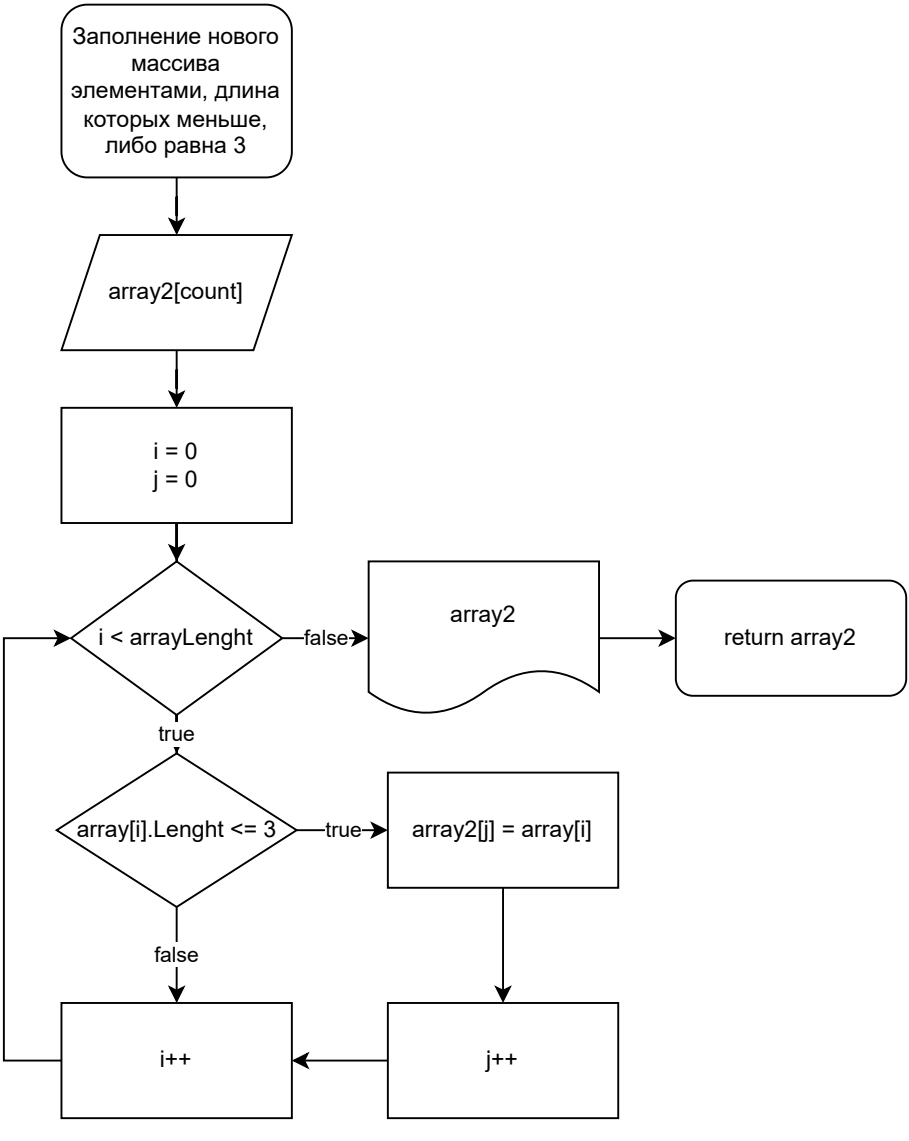 Заполнение нового
массива
элементами, длина
которых меньше,
либо равна 3
array2[count]
i = 0
j = 0
i < arrayLenght
false
array2
return array2
true
array[i].Lenght <= 3
true
array2[j] = array[i]
false
i++
j++